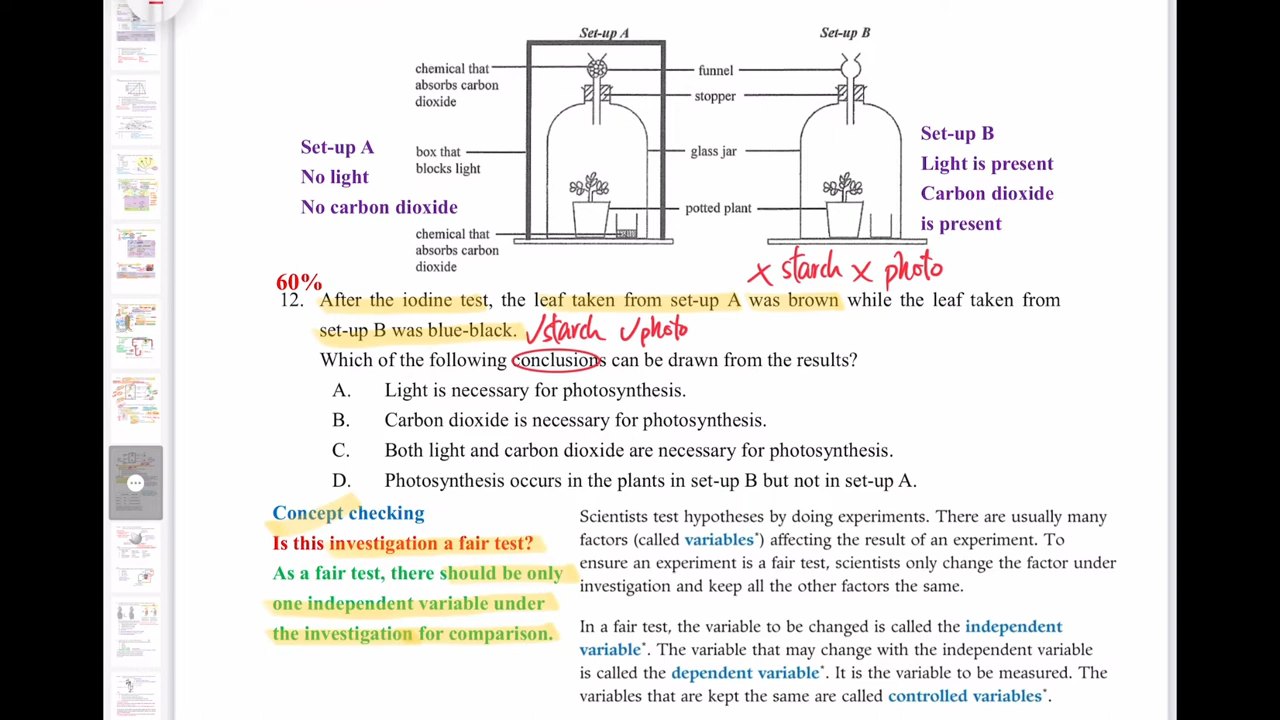 Set-up A
Set-up B
chemical that
absorbs carbon
dioxide
funnel
stopper
Set-up A
No light
No carbon dioxide
box that
blocks light
glass jar
Set-up B
Light is present
Carbon dioxide
is present
potted plant
chemical that
absorbs carbon
dioxide
x starch x photo
60%
12. After the iodine test, the leaf taken from set-up A was brown while the leaf taken from
set-up B was blue-black. ✓starch ✓photo
Which of the following conclusions can be drawn from the results?
A. Light is necessary for photosynthesis.
B. Carbon dioxide is necessary for photosynthesis.
C. Both light and carbon dioxide are necessary for photosynthesis.
D. Photosynthesis occurs in the plants in set-up B but not in set-up A.
Concept checking
Is this investigation a fair test?
As a fair test, there should be only
one independent variable under
the investigation for comparison.
Scientists test hypotheses by doing experiments. There are usually many
factors (called variables*) affecting the result of an experiment. To
ensure an experiment is a fair test, scientists only change the factor under
investigation and keep all the other factors the same.
In a fair test, the variable to be changed is called the independent
variable*. The variable that may change with the independent variable
is called the dependent variable* or the variable to be measured. The
variables that are kept the same are called controlled variables*.